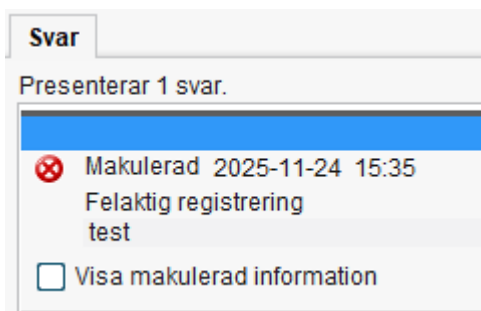 Svar
Presenterar 1 svar.
Makulerad 2025-11-24 15:35
Felaktig registrering
test
Visa makulerad information